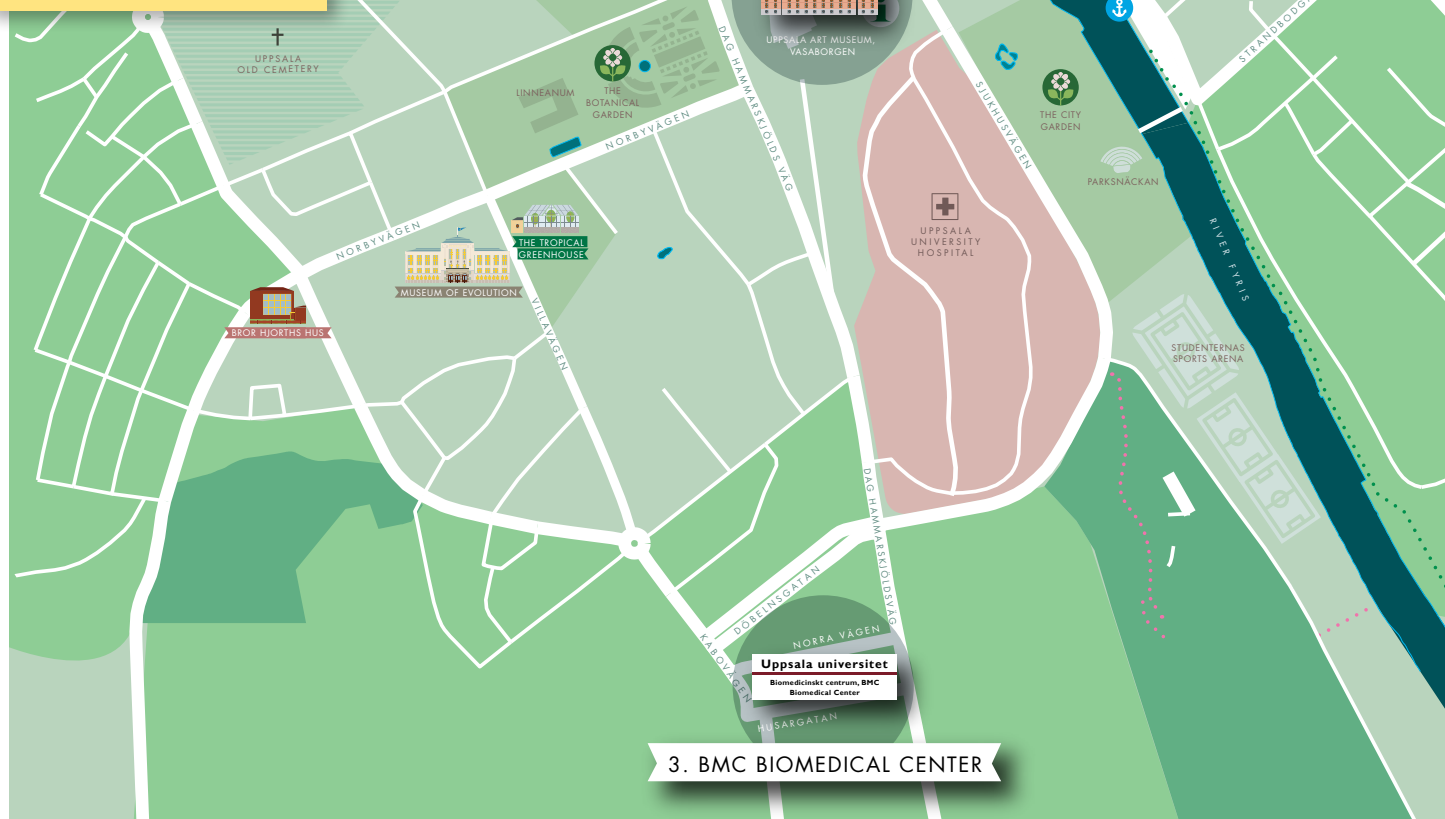 UPPSALA
OLD CEMETERY
LINNEANUM
THE
BOTANICAL
GARDEN
NORBYVÄGEN
DAG HAMMARSKJÖLDS VÄG
UPPSALA ART MUSEUM,
VASABORGEN
SJUKHUSVÄGEN
THE CITY
GARDEN
PARKSNÄCKAN
STRANDBODG
RIVER FYRIS
UPPSALA
UNIVERSITY
HOSPITAL
NORBYVÄGEN
THE TROPICAL
GREENHOUSE
MUSEUM OF EVOLUTION
BROR HJORTHS HUS
VILLAVÄGEN
STUDENTERNAS
SPORTS ARENA
DAG HAMMARSKJÖLDSVÄG
DÖBELNSGATAN
KÅBOVÄGEN
NORRA VÄGEN
Uppsala universitet
Biomedicinskt centrum, BMC
Biomedical Center
HUSARGATAN
3. BMC BIOMEDICAL CENTER